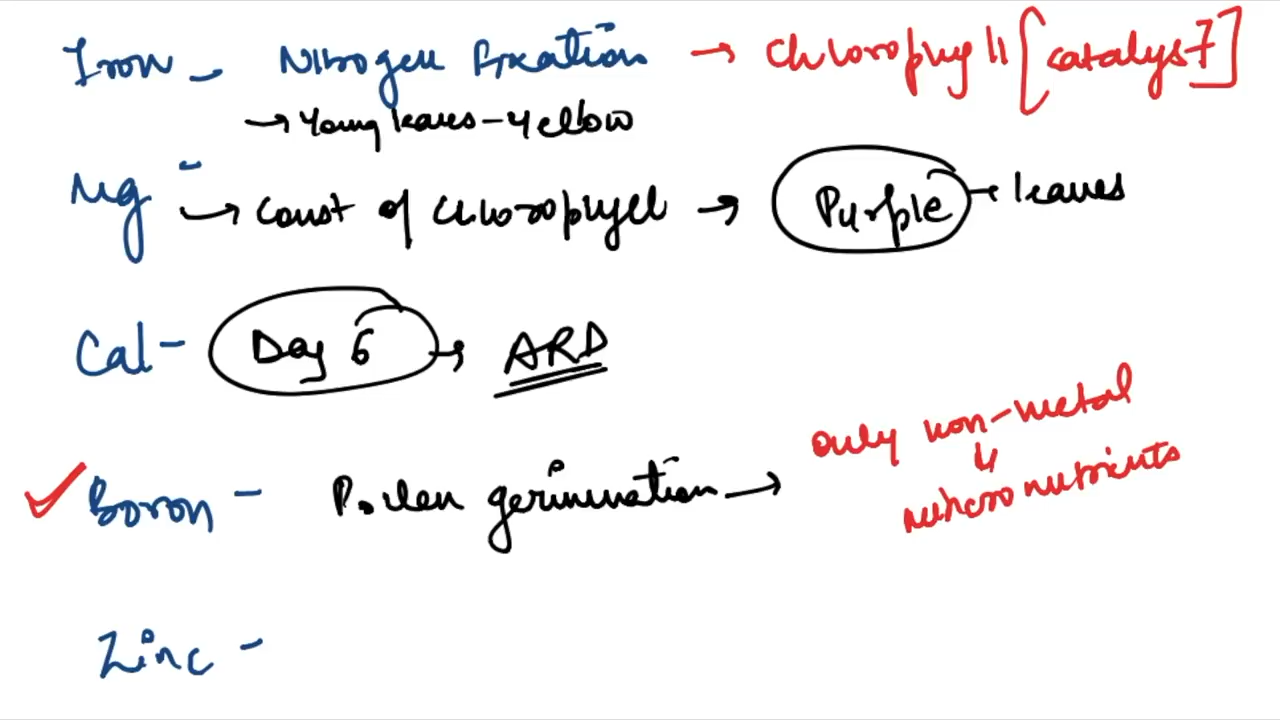 Iron - Nitrogen fixation → Chlorophyll [catalyst]
→ Young leaves - Yellow
Mg - → Const of Chlorophyll → Purple → leaves
Cal - Day 6 → ARD
Boron - Pollen germination → only non-metal
↓
micronutrients
Zinc -